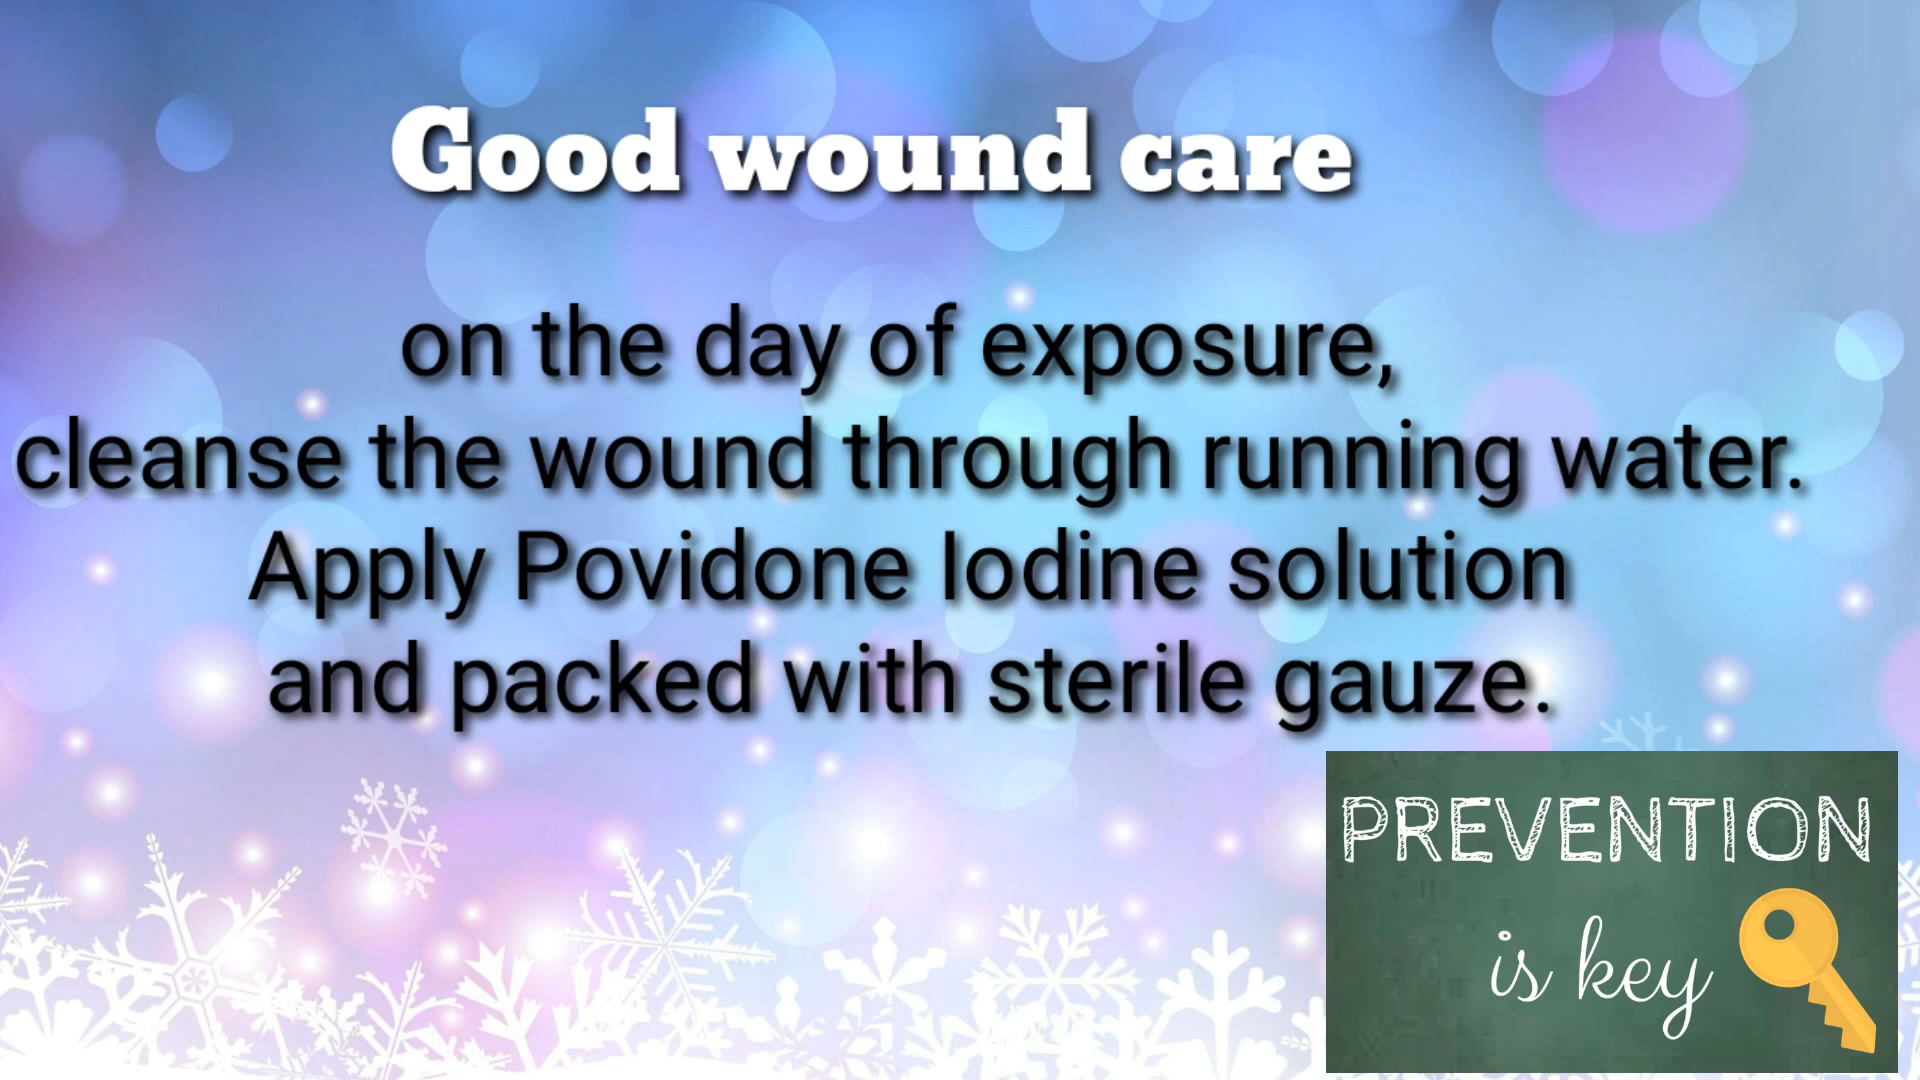 Good wound care
on the day of exposure,
cleanse the wound through running water.
Apply Povidone Iodine solution
and packed with sterile gauze.
PREVENTION
is key